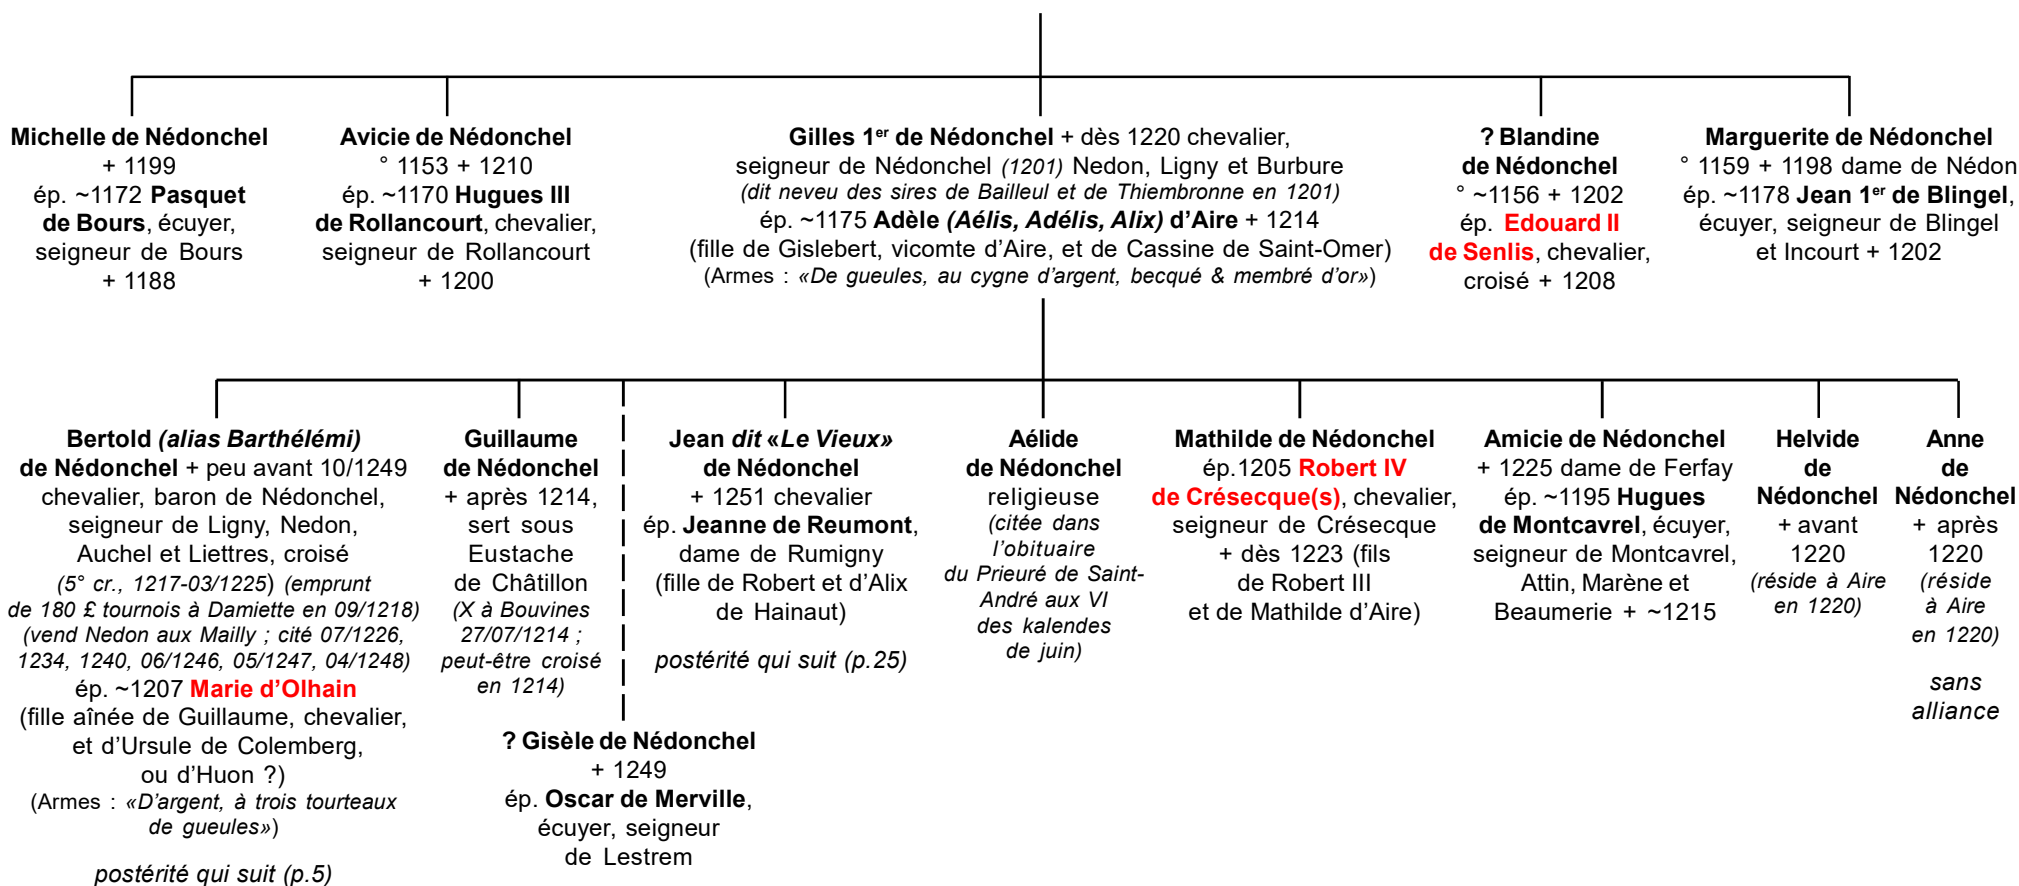 Michelle de Nédonchel
+ 1199
ép. ~1172 Pasquet
de Bours, écuyer,
seigneur de Bours
+ 1188
Avicie de Nédonchel
° 1153 + 1210
ép. ~1170 Hugues III
de Rollancourt, chevalier,
seigneur de Rollancourt
+ 1200
Gilles 1er de Nédonchel + dès 1220 chevalier,
seigneur de Nédonchel (1201) Nedon, Ligny et Burbure
(dit neveu des sires de Bailleul et de Thiembronne en 1201)
ép. ~1175 Adèle (Aélis, Adélis, Alix) d'Aire + 1214
(fille de Gislebert, vicomte d'Aire, et de Cassine de Saint-Omer)
(Armes : «De gueules, au cygne d'argent, becqué & membré d'or»)
? Blandine
de Nédonchel
° ~1156 + 1202
ép. Edouard II
de Senlis, chevalier,
croisé + 1208
Marguerite de Nédonchel
° 1159 + 1198 dame de Nédon
ép. ~1178 Jean 1er de Blingel,
écuyer, seigneur de Blingel
et Incourt + 1202
Bertold (alias Barthélémi)
de Nédonchel + peu avant 10/1249
chevalier, baron de Nédonchel,
seigneur de Ligny, Nedon,
Auchel et Liettres, croisé
(5° cr., 1217-03/1225) (emprunt
de 180 £ tournois à Damiette en 09/1218)
(vend Nedon aux Mailly ; cité 07/1226,
1234, 1240, 06/1246, 05/1247, 04/1248)
ép. ~1207 Marie d'Olhain
(fille aînée de Guillaume, chevalier,
et d'Ursule de Colemberg,
ou d'Huon ?)
(Armes : «D'argent, à trois tourteaux
de gueules»)
postérité qui suit (p.5)
Guillaume
de Nédonchel
+ après 1214,
sert sous
Eustache
de Châtillon
(X à Bouvines
27/07/1214 ;
peut-être croisé
en 1214)
? Gisèle de Nédonchel
+ 1249
ép. Oscar de Merville,
écuyer, seigneur
de Lestrem
Jean dit «Le Vieux»
de Nédonchel
+ 1251 chevalier
ép. Jeanne de Reumont,
dame de Rumigny
(fille de Robert et d'Alix
de Hainaut)
postérité qui suit (p.25)
Aélide
de Nédonchel
religieuse
(citée dans
l'obituaire
du Prieuré de Saint-
André aux VI
des kalendes
de juin)
Mathilde de Nédonchel
ép.1205 Robert IV
de Crésecque(s), chevalier,
seigneur de Crésecque
+ dès 1223 (fils
de Robert III
et de Mathilde d'Aire)
Amicie de Nédonchel
+ 1225 dame de Ferfay
ép. ~1195 Hugues
de Montcavrel, écuyer,
seigneur de Montcavrel,
Attin, Marène et
Beaumerie + ~1215
Helvide
de
Nédonchel
+ avant
1220
(réside à Aire
en 1220)
Anne
de
Nédonchel
+ après
1220
(réside
à Aire
en 1220)
sans
alliance